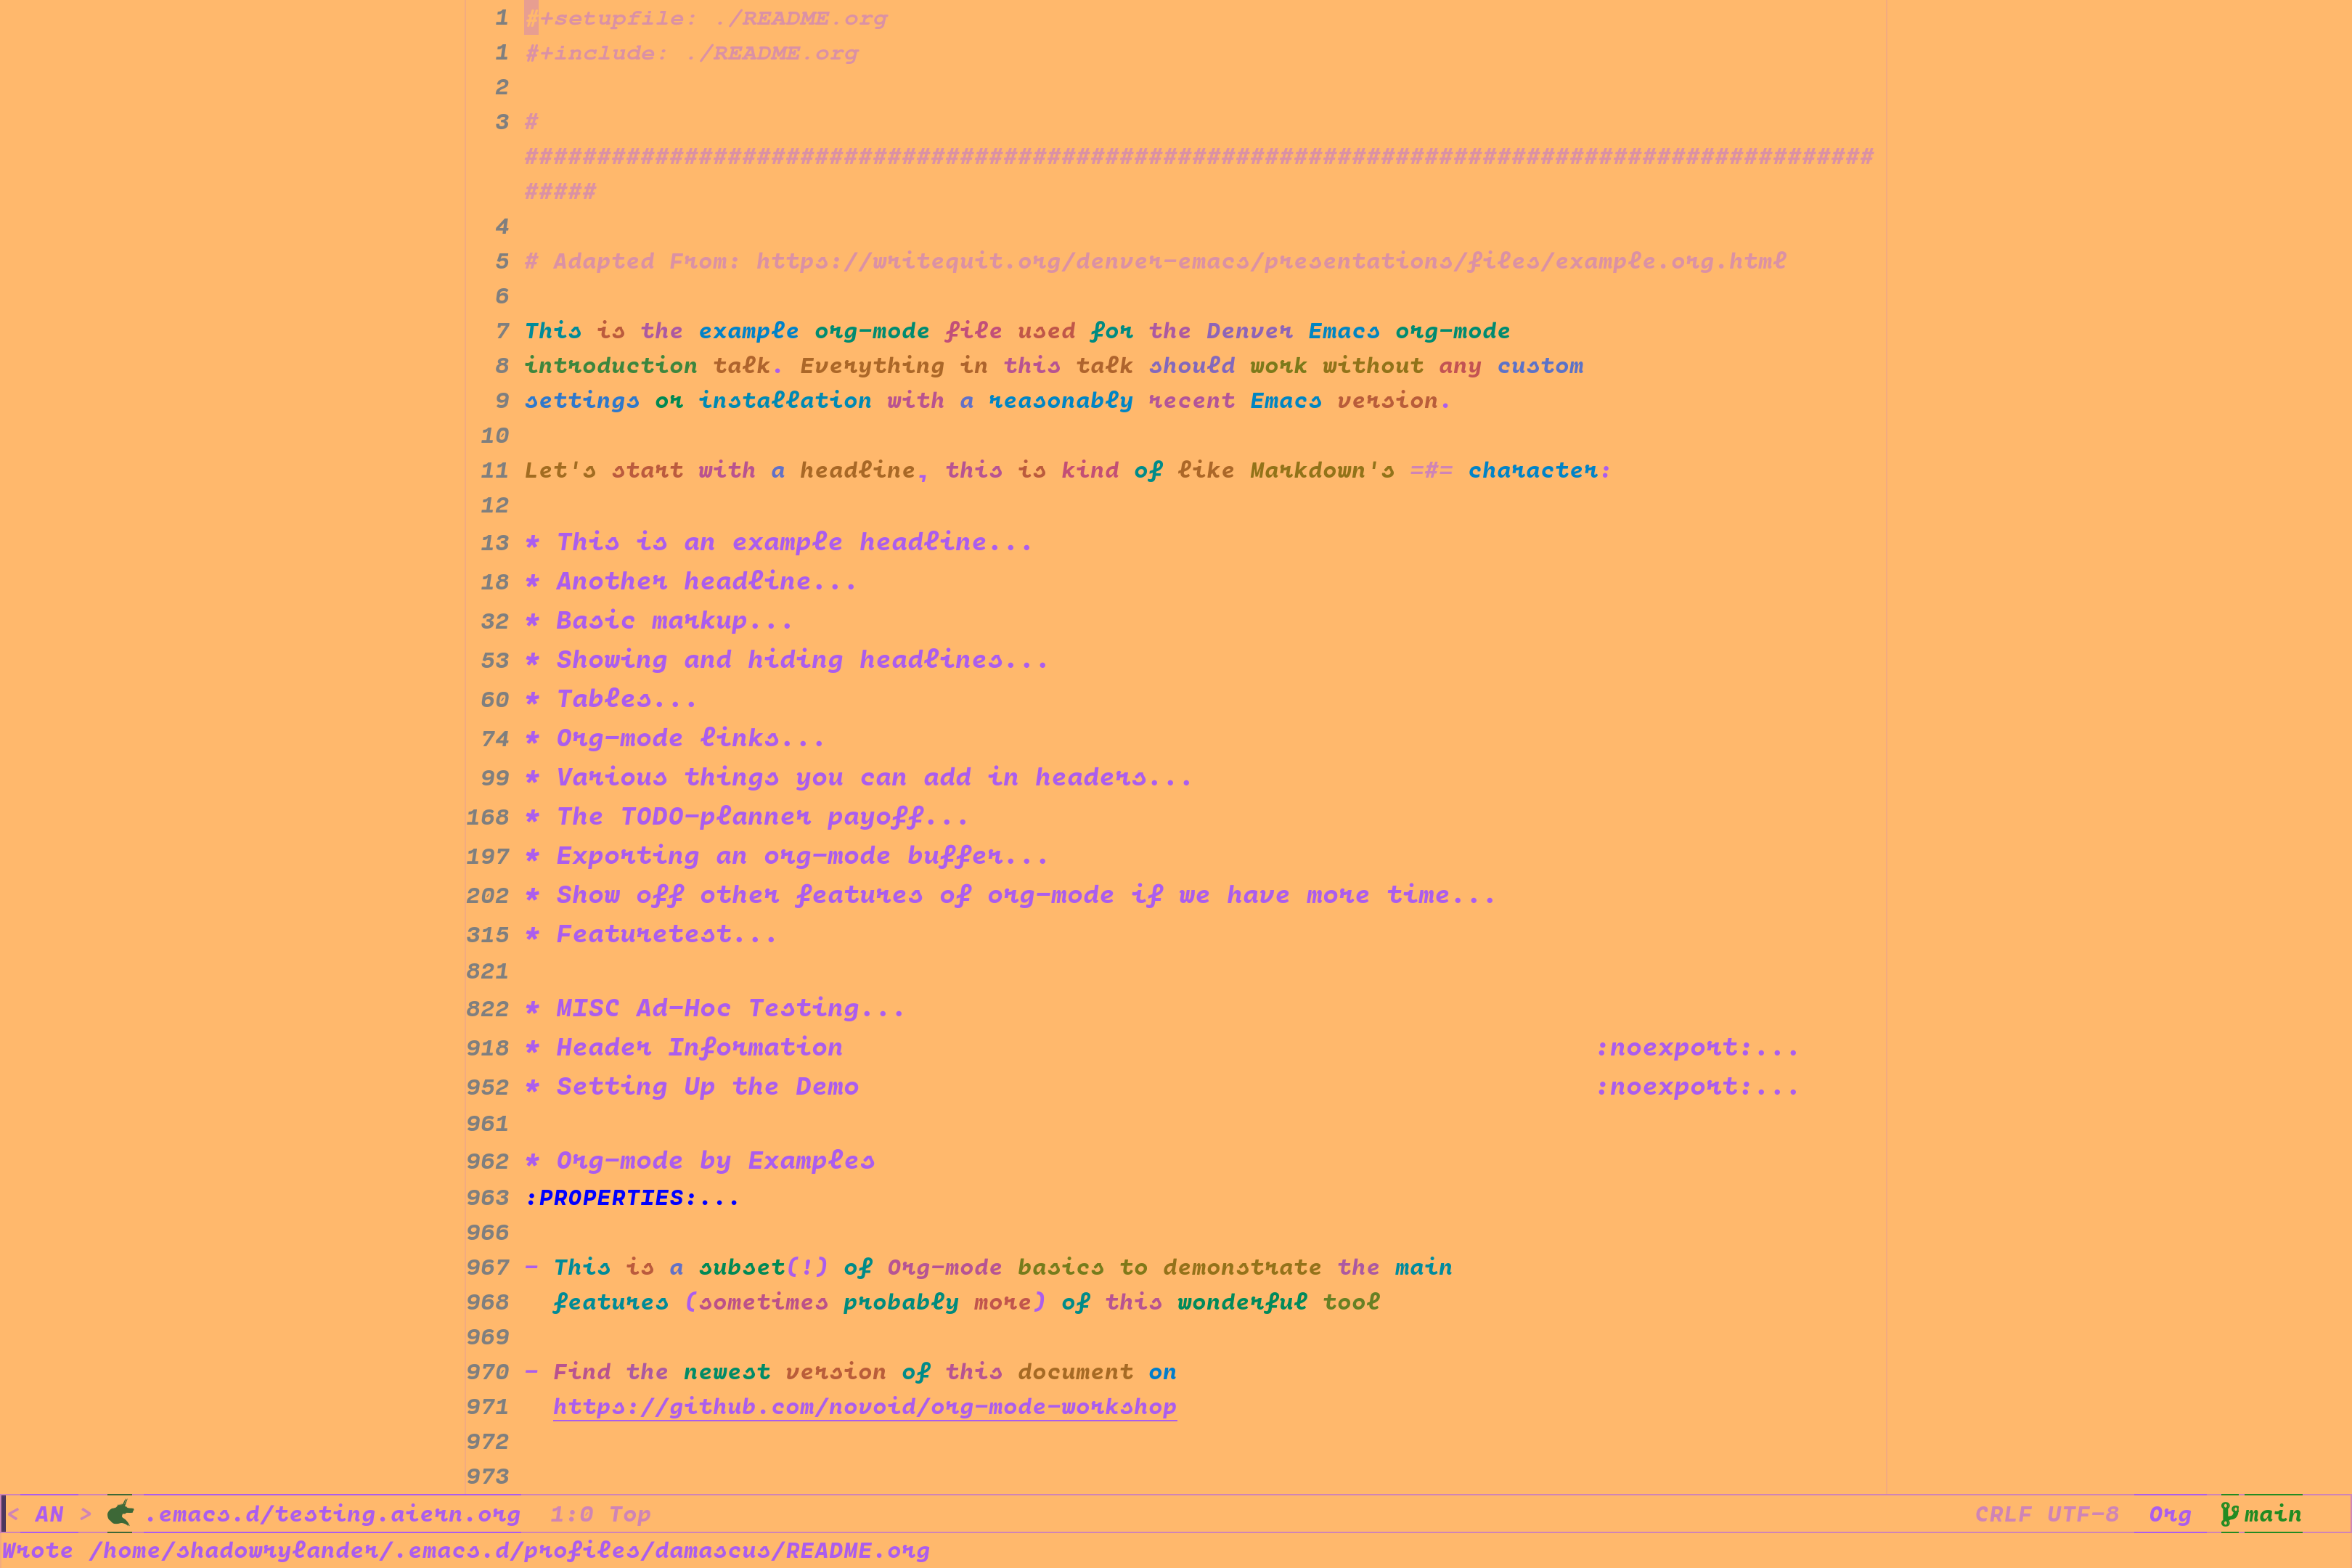 1 #+setupfile: ./README.org
1 #+include: ./README.org
2
3 #
#############################################################################################
#####
4
5 # Adapted From: https://writequit.org/denver-emacs/presentations/files/example.org.html
6
7 This is the example org-mode file used for the Denver Emacs org-mode
8 introduction talk. Everything in this talk should work without any custom
9 settings or installation with a reasonably recent Emacs version.
10
11 Let's start with a headline, this is kind of like Markdown's =#= character:
12
13 * This is an example headline...
18 * Another headline...
32 * Basic markup...
53 * Showing and hiding headlines...
60 * Tables...
74 * Org-mode links...
99 * Various things you can add in headers...
168 * The TODO-planner payoff...
197 * Exporting an org-mode buffer...
202 * Show off other features of org-mode if we have more time...
315 * Featuretest...
821
822 * MISC Ad-Hoc Testing...
918 * Header Information :noexport:...
952 * Setting Up the Demo :noexport:...
961
962 * Org-mode by Examples
963 :PROPERTIES:...
966
967 - This is a subset(!) of Org-mode basics to demonstrate the main
968 features (sometimes probably more) of this wonderful tool
969
970 - Find the newest version of this document on
971 https://github.com/novoid/org-mode-workshop
972
973
< AN > .emacs.d/testing.aiern.org 1:0 Top CRLF UTF-8 Org main
Wrote /home/shadowrylander/.emacs.d/profiles/damascus/README.org